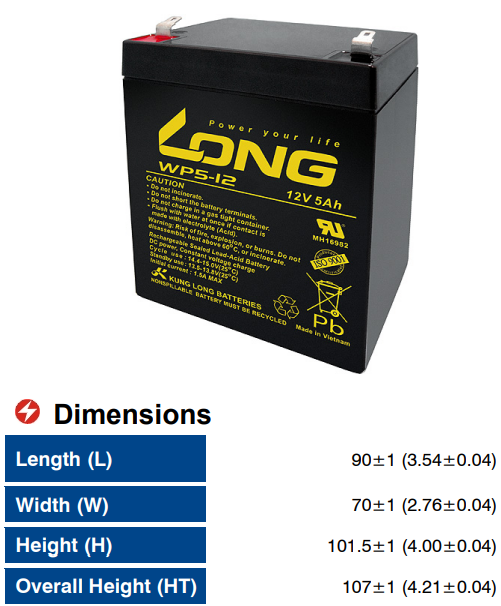 Power your life
LONG
WP5-12
12V 5Ah
CAUTION
• Do not incinerate.
• Do not short the battery terminals.
• Do not charge in a gas tight container.
• Flush with water at once if contact is
made with electrolyte (Acid).
Warning: Risk of fire, explosion, or burns. Do not
disassemble, heat above 60°C, or incinerate.
Rechargeable Sealed Lead-Acid Battery
DC power, Constant voltage charge
Cycle use : 14.4-15.0V(25°C)
Standby use : 13.5-13.8V(25°C)
Initial current : 1.5A MAX
KUNG LONG BATTERIES
NONSPILLABLE BATTERY MUST BE RECYCLED
MH16982
ISO 9001
Pb
Made in Vietnam
Dimensions
Length (L) 90±1 (3.54±0.04)
Width (W) 70±1 (2.76±0.04)
Height (H) 101.5±1 (4.00±0.04)
Overall Height (HT) 107±1 (4.21±0.04)